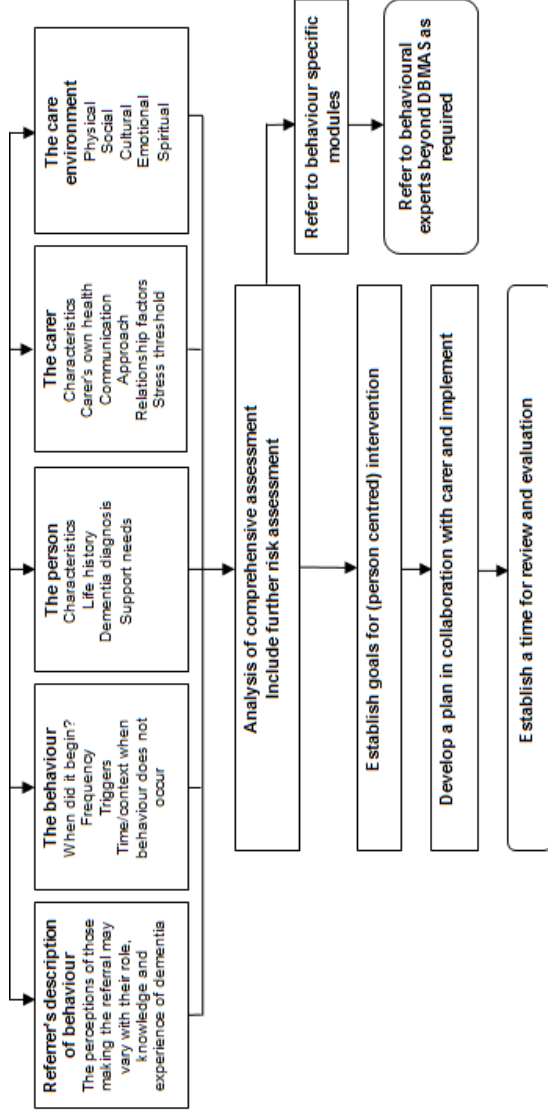 Referrer's description
of behaviour
The perceptions of those
making the referral may
vary with their role,
knowledge and
experience of dementia
The behaviour
When did it begin?
Frequency
Triggers
Time/context when
behaviour does not
occur
The person
Characteristics
Life history
Dementia diagnosis
Support needs
The carer
Characteristics
Carer's own health
Communication
Approach
Relationship factors
Stress threshold
The care
environment
Physical
Social
Cultural
Emotional
Spiritual
Analysis of comprehensive assessment
Include further risk assessment
Refer to behaviour specific
modules
Refer to behavioural
experts beyond DBMAS as
required
Establish goals for (person centred) intervention
Develop a plan in collaboration with carer and implement
Establish a time for review and evaluation